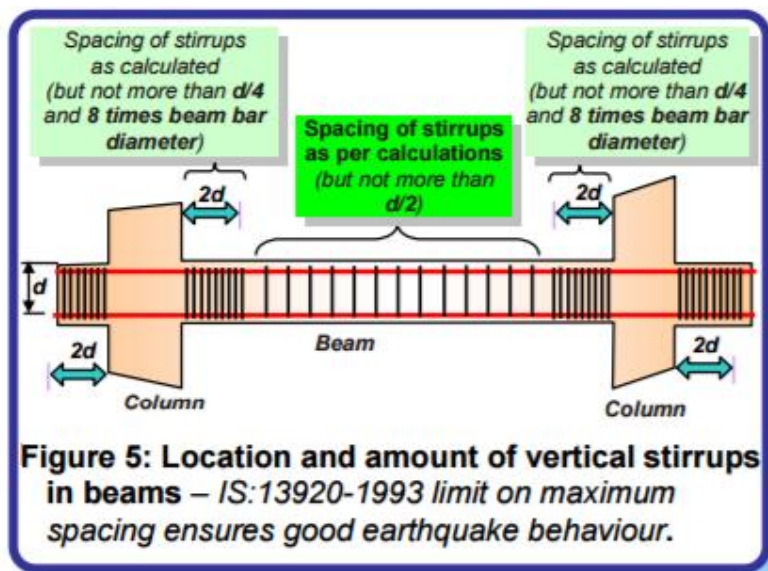 Spacing of stirrups
as calculated
(but not more than d/4
and 8 times beam bar
diameter)
Spacing of stirrups
as calculated
(but not more than d/4
and 8 times beam bar
diameter)
Spacing of stirrups
as per calculations
(but not more than
d/2)
2d
2d
d
Beam
2d
2d
Column
Column
Figure 5: Location and amount of vertical stirrups
in beams – IS:13920-1993 limit on maximum
spacing ensures good earthquake behaviour.